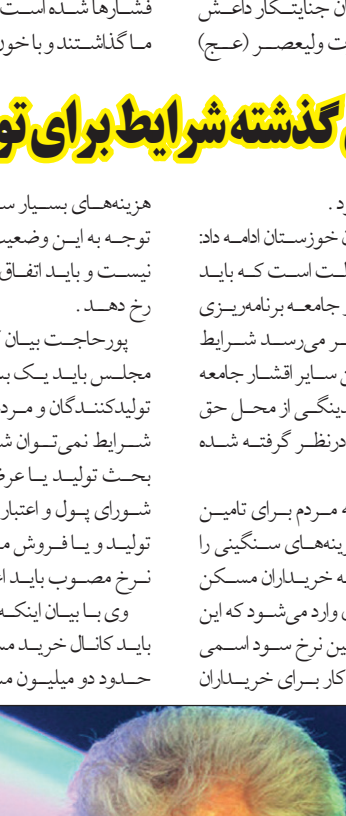 ان جنایتکار داعش
ت ولیعصر (عج)
فشارها شده است
ما گذاشتند و با خون
گذشته شرایط برای تو
ود .
ن خوزستان ادامه داد:
لت است که باید
جامعه برنامه‌ریزی
ر می‌رسد شرایط
ن سایر اقشار جامعه
دینگی از محل حق
درنظر گرفته شده
ه مردم برای تامین
زینه‌های سنگینی را
ه خریداران مسکن
وارد می‌شود که این
ین نرخ سود اسمی
کار برای خریداران
هزینه‌های بسیار س
توجه به این وضعیت
نیست و باید اتفاق
رخ دهد .
پورحاجت بیان
مجلس باید یک بس
تولیدکنندگان و مرد
شرایط نمی‌توان ش
بحث تولید یا عرض
شورای پول و اعتبار
تولید و یا فروش م
نرخ مصوب باید ا
وی با بیان اینکه
باید کانال خرید مس
حدود دو میلیون م